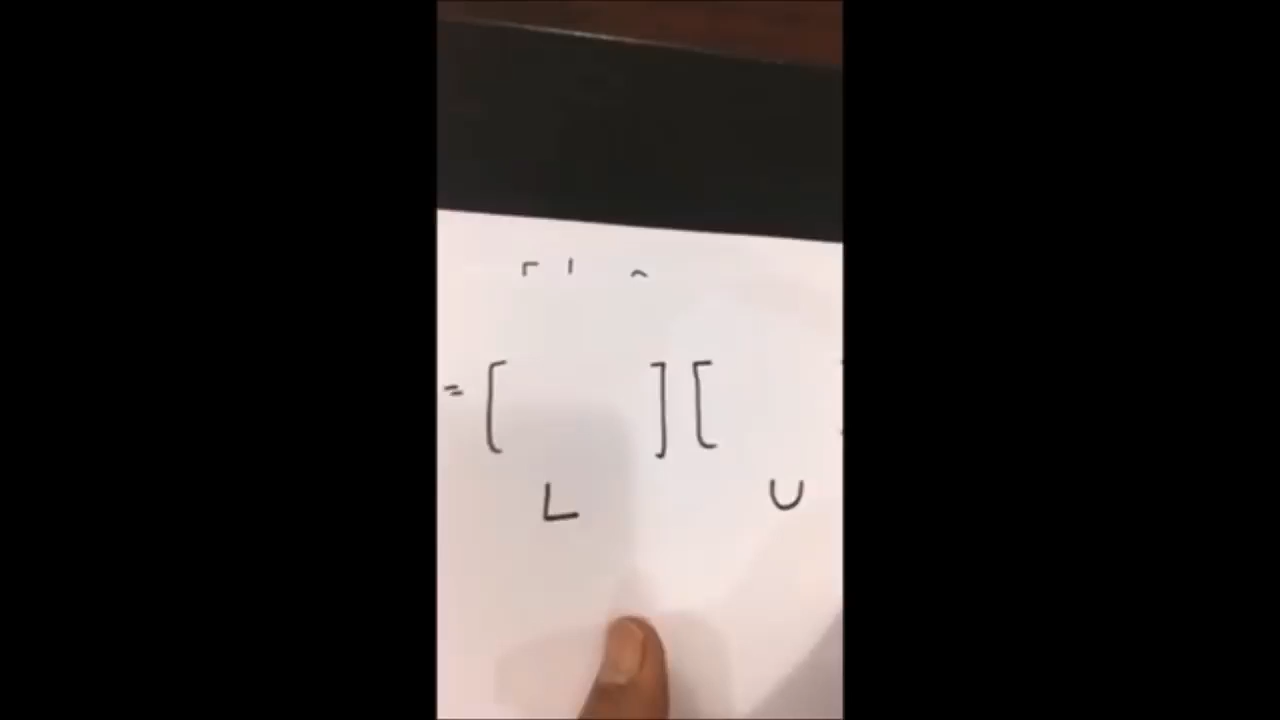 = [ ] [
L U